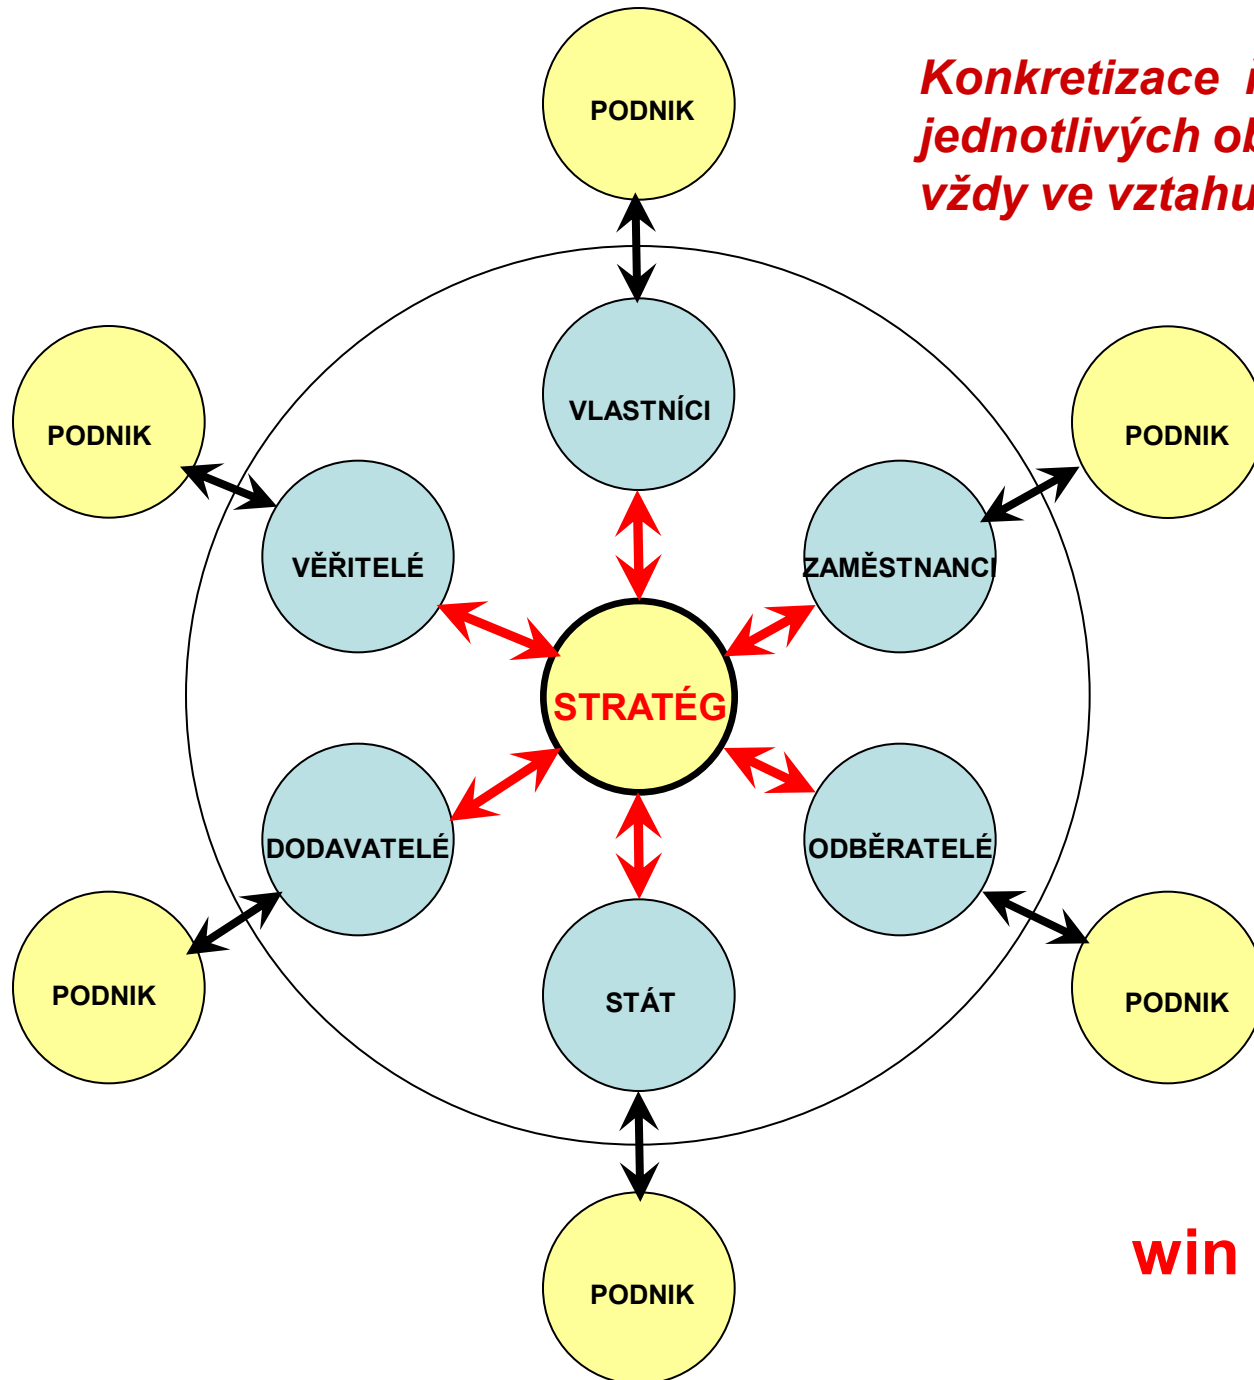 PODNIK
Konkretizace
jednotlivých
vždy ve vztahu
VLASTNÍCI
PODNIK
PODNIK
VĚŘITELÉ
ZAMĚSTNANCI
STRATÉG
DODAVATELÉ
ODBĚRATELÉ
PODNIK
STÁT
PODNIK
win
PODNIK